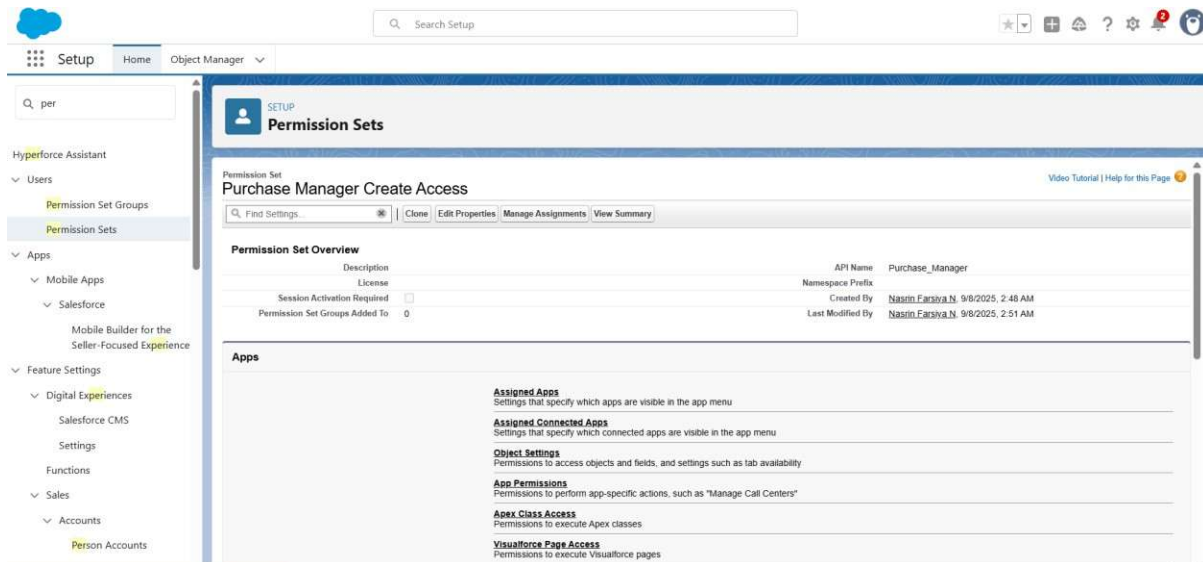 Search Setup
2
Setup
Home
Object Manager
per
Hyperforce Assistant
Users
Permission Set Groups
Permission Sets
Apps
Mobile Apps
Salesforce
Mobile Builder for the
Seller-Focused Experience
Feature Settings
Digital Experiences
Salesforce CMS
Settings
Functions
Sales
Accounts
Person Accounts
SETUP
Permission Sets
Permission Set
Purchase Manager Create Access
Video Tutorial | Help for this Page
Find Settings...
Clone
Edit Properties
Manage Assignments
View Summary
Permission Set Overview
Description
API Name Purchase_Manager
License
Namespace Prefix
Session Activation Required
Created By Nasrin Farsiya N, 9/8/2025, 2:48 AM
Permission Set Groups Added To 0
Last Modified By Nasrin Farsiya N, 9/8/2025, 2:51 AM
Apps
Assigned Apps
Settings that specify which apps are visible in the app menu
Assigned Connected Apps
Settings that specify which connected apps are visible in the app menu
Object Settings
Permissions to access objects and fields, and settings such as tab availability
App Permissions
Permissions to perform app-specific actions, such as "Manage Call Centers"
Apex Class Access
Permissions to execute Apex classes
Visualforce Page Access
Permissions to execute Visualforce pages